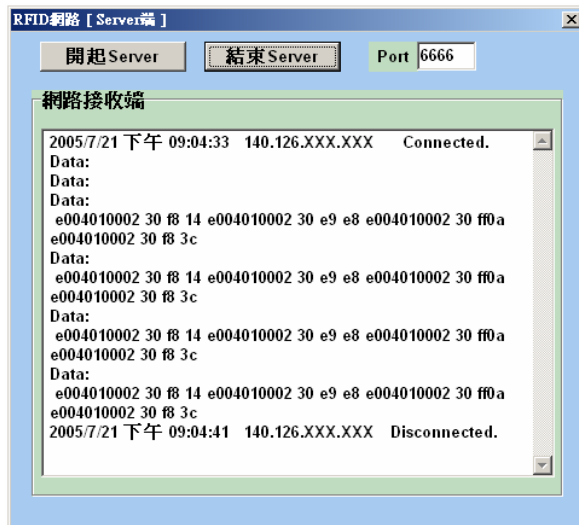 RFID網路 [ Server端 ]
開起Server 結束Server Port 6666
網路接收端
2005/7/21 下午 09:04:33 140.126.XXX.XXX Connected.
Data:
Data:
Data:
e004010002 30 f8 14 e004010002 30 e9 e8 e004010002 30 ff0a
e004010002 30 f8 3c
Data:
e004010002 30 f8 14 e004010002 30 e9 e8 e004010002 30 ff0a
e004010002 30 f8 3c
Data:
e004010002 30 f8 14 e004010002 30 e9 e8 e004010002 30 ff0a
e004010002 30 f8 3c
Data:
e004010002 30 f8 14 e004010002 30 e9 e8 e004010002 30 ff0a
e004010002 30 f8 3c
2005/7/21 下午 09:04:41 140.126.XXX.XXX Disconnected.